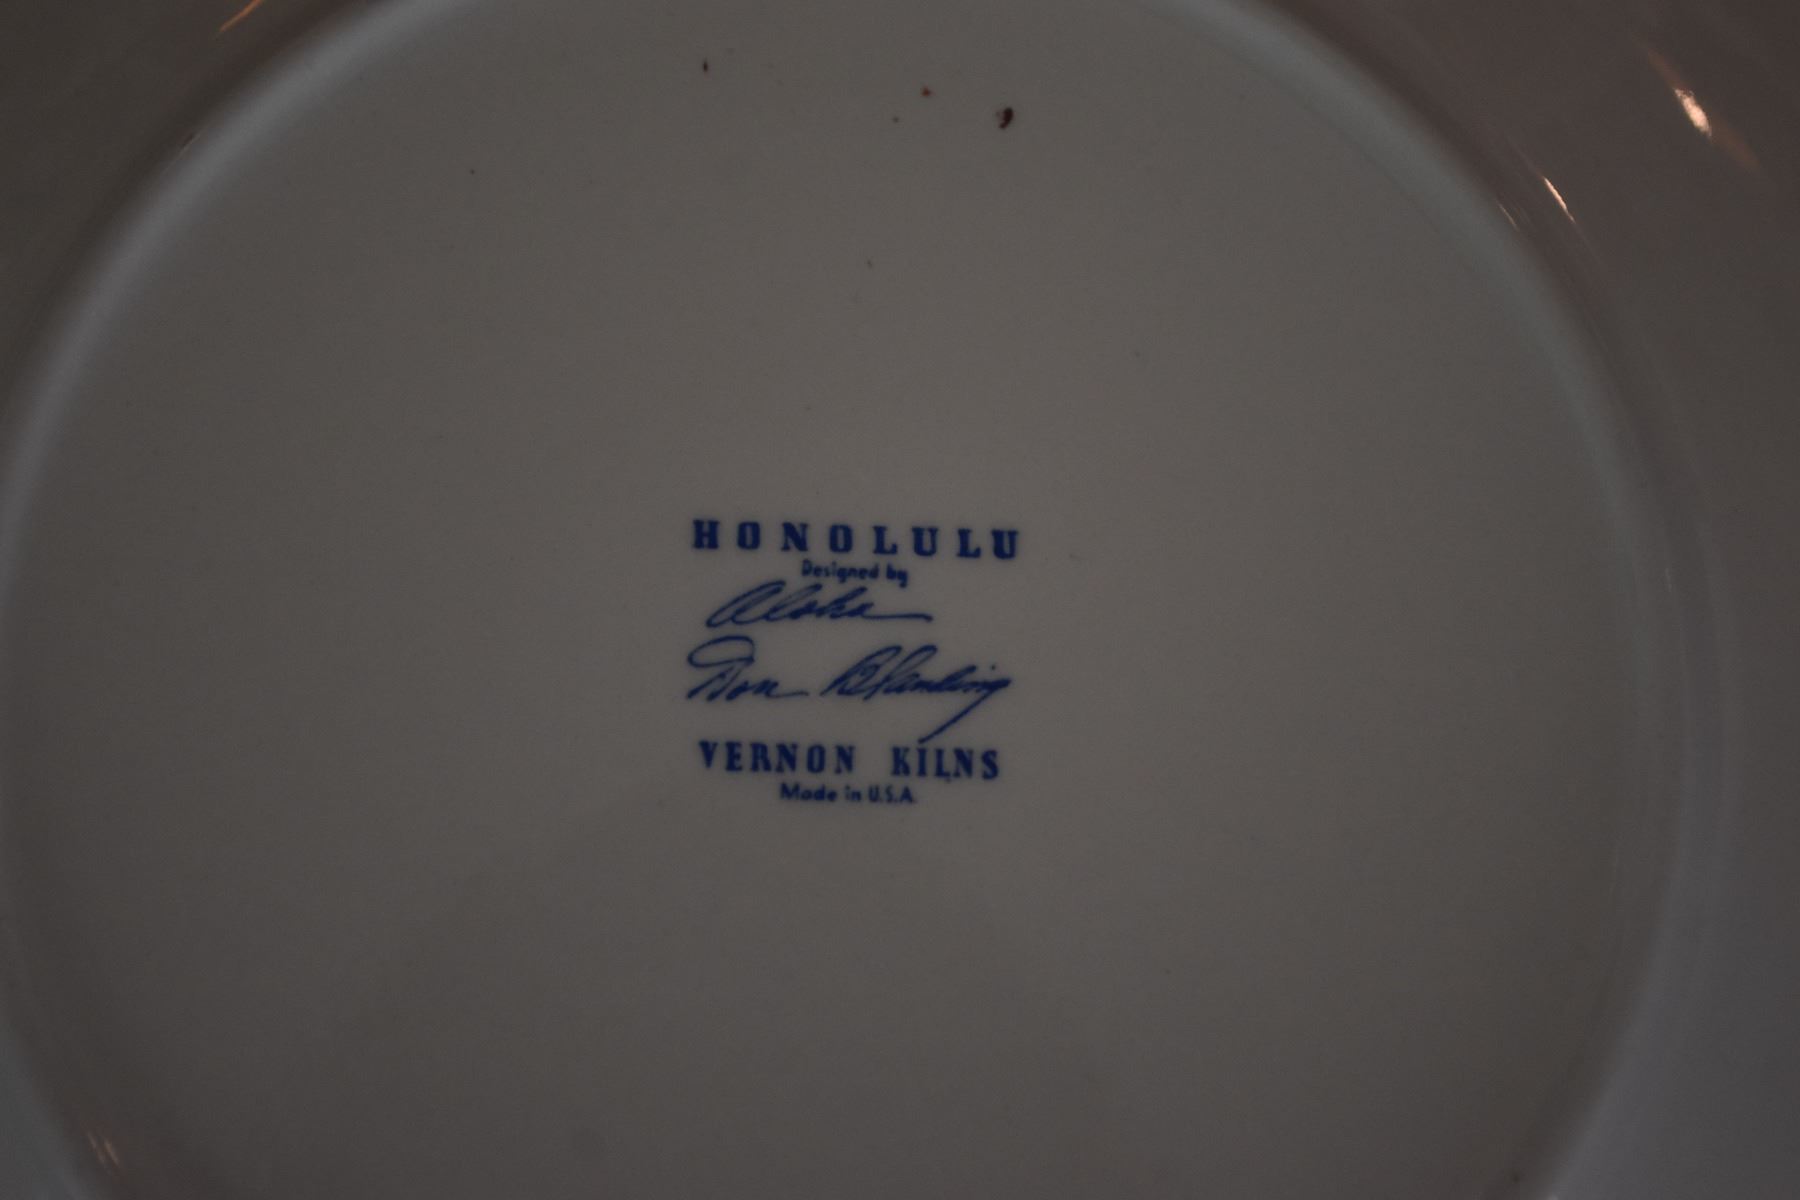 HONOLULU
Designed by
Aloha
Don Blanding
VERNON KILNS
Made in U.S.A.